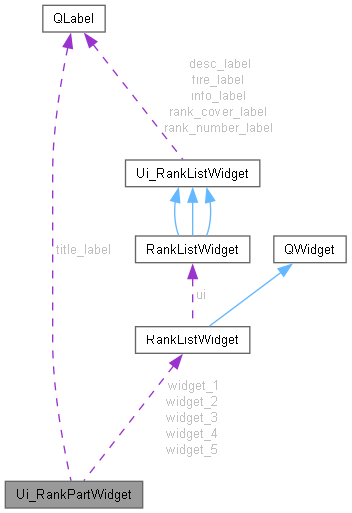 QLabel
desc_label
fire_label
info_label
rank_cover_label
rank_number_label
Ui_RankListWidget
title_label
RankListWidget
QWidget
ui
RankListWidget
widget_1
widget_2
widget_3
widget_4
widget_5
Ui_RankPartWidget